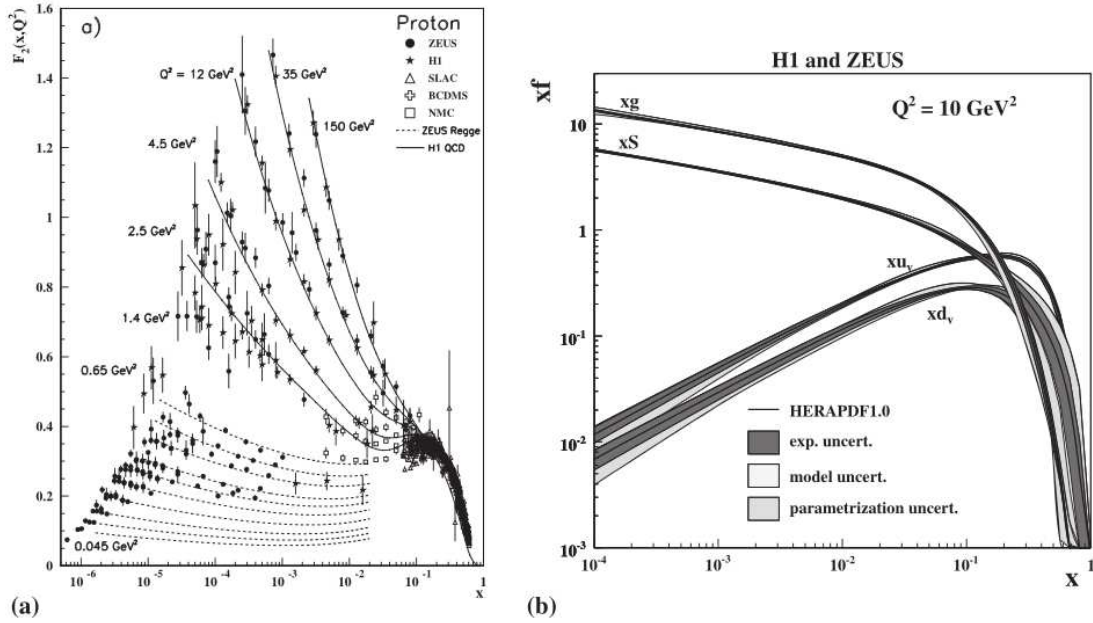 a)
Proton
ZEUS
H1
SLAC
BCDMS
NMC
ZEUS Regge
H1 QCD
F₂(x,Q²)
1.6
1.4
1.2
1
0.8
0.6
0.4
0.2
0
Q² = 12 GeV²
35 GeV²
150 GeV²
4.5 GeV²
2.5 GeV²
1.4 GeV²
0.65 GeV²
0.045 GeV²
10⁻⁶ 10⁻⁵ 10⁻⁴ 10⁻³ 10⁻² 10⁻¹ 1
x
(a)
H1 and ZEUS
xf
Q² = 10 GeV²
10
1
10⁻¹
10⁻²
10⁻³
xg
xS
xuᵥ
xdᵥ
HERAPDF1.0
exp. uncert.
model uncert.
parametrization uncert.
10⁻⁴ 10⁻³ 10⁻² 10⁻¹ 1
x
(b)